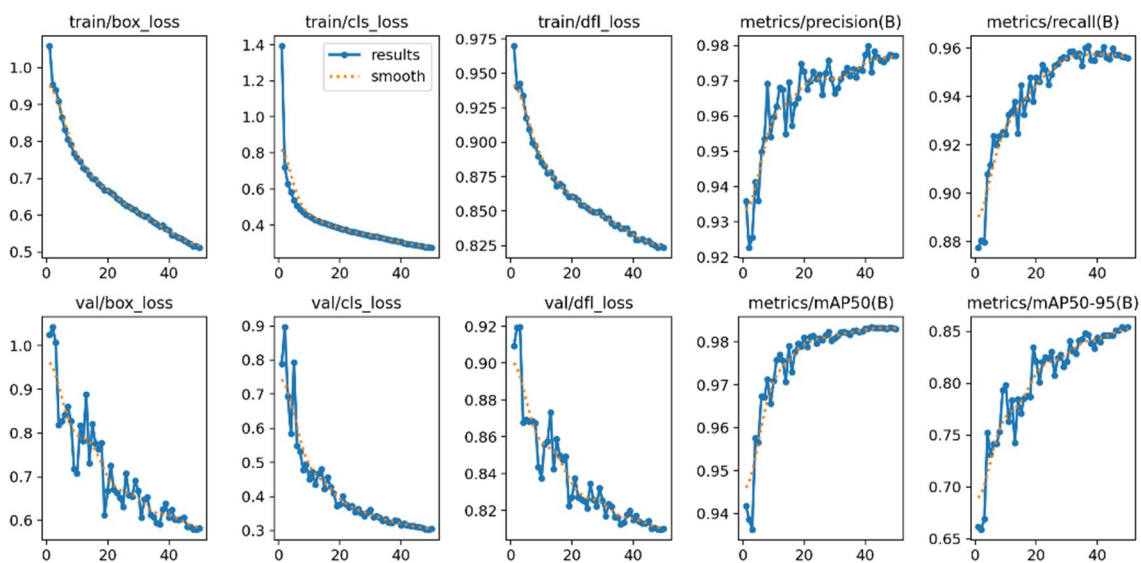 train/box_loss
train/cls_loss
train/dfl_loss
metrics/precision(B)
metrics/recall(B)
1.0
0.9
0.8
0.7
0.6
0.5
0 20 40
1.4
1.2
1.0
0.8
0.6
0.4
0 20 40
results
smooth
0.975
0.950
0.925
0.900
0.875
0.850
0.825
0 20 40
0.98
0.97
0.96
0.95
0.94
0.93
0.92
0 20 40
0.96
0.94
0.92
0.90
0.88
0 20 40
val/box_loss
val/cls_loss
val/dfl_loss
metrics/mAP50(B)
metrics/mAP50-95(B)
1.0
0.9
0.8
0.7
0.6
0 20 40
0.9
0.8
0.7
0.6
0.5
0.4
0.3
0 20 40
0.92
0.90
0.88
0.86
0.84
0.82
0 20 40
0.98
0.97
0.96
0.95
0.94
0 20 40
0.85
0.80
0.75
0.70
0.65
0 20 40